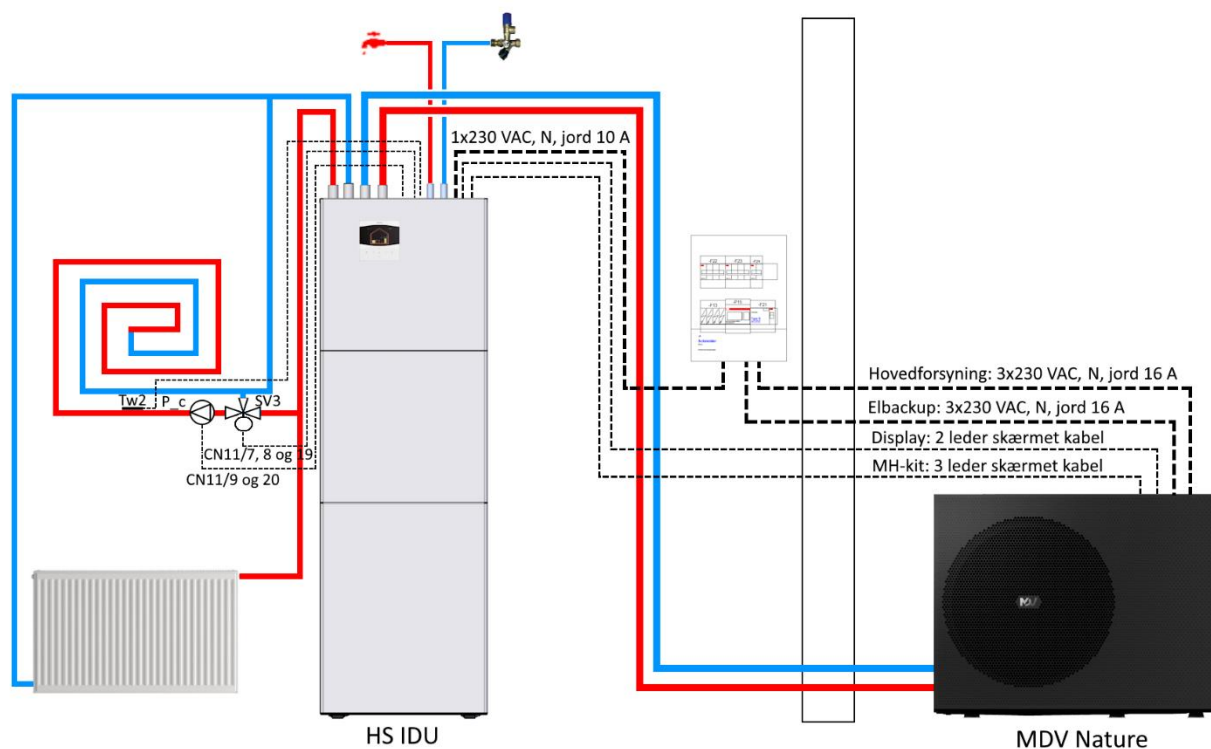 1x230 VAC, N, jord 10 A
Hovedforsyning: 3x230 VAC, N, jord 16 A
Elbackup: 3x230 VAC, N, jord 16 A
Display: 2 leder skærmet kabel
MH-kit: 3 leder skærmet kabel
Tw2
P_c
SV3
CN11/7, 8 og 19
CN11/9 og 20
HS IDU
MDV Nature